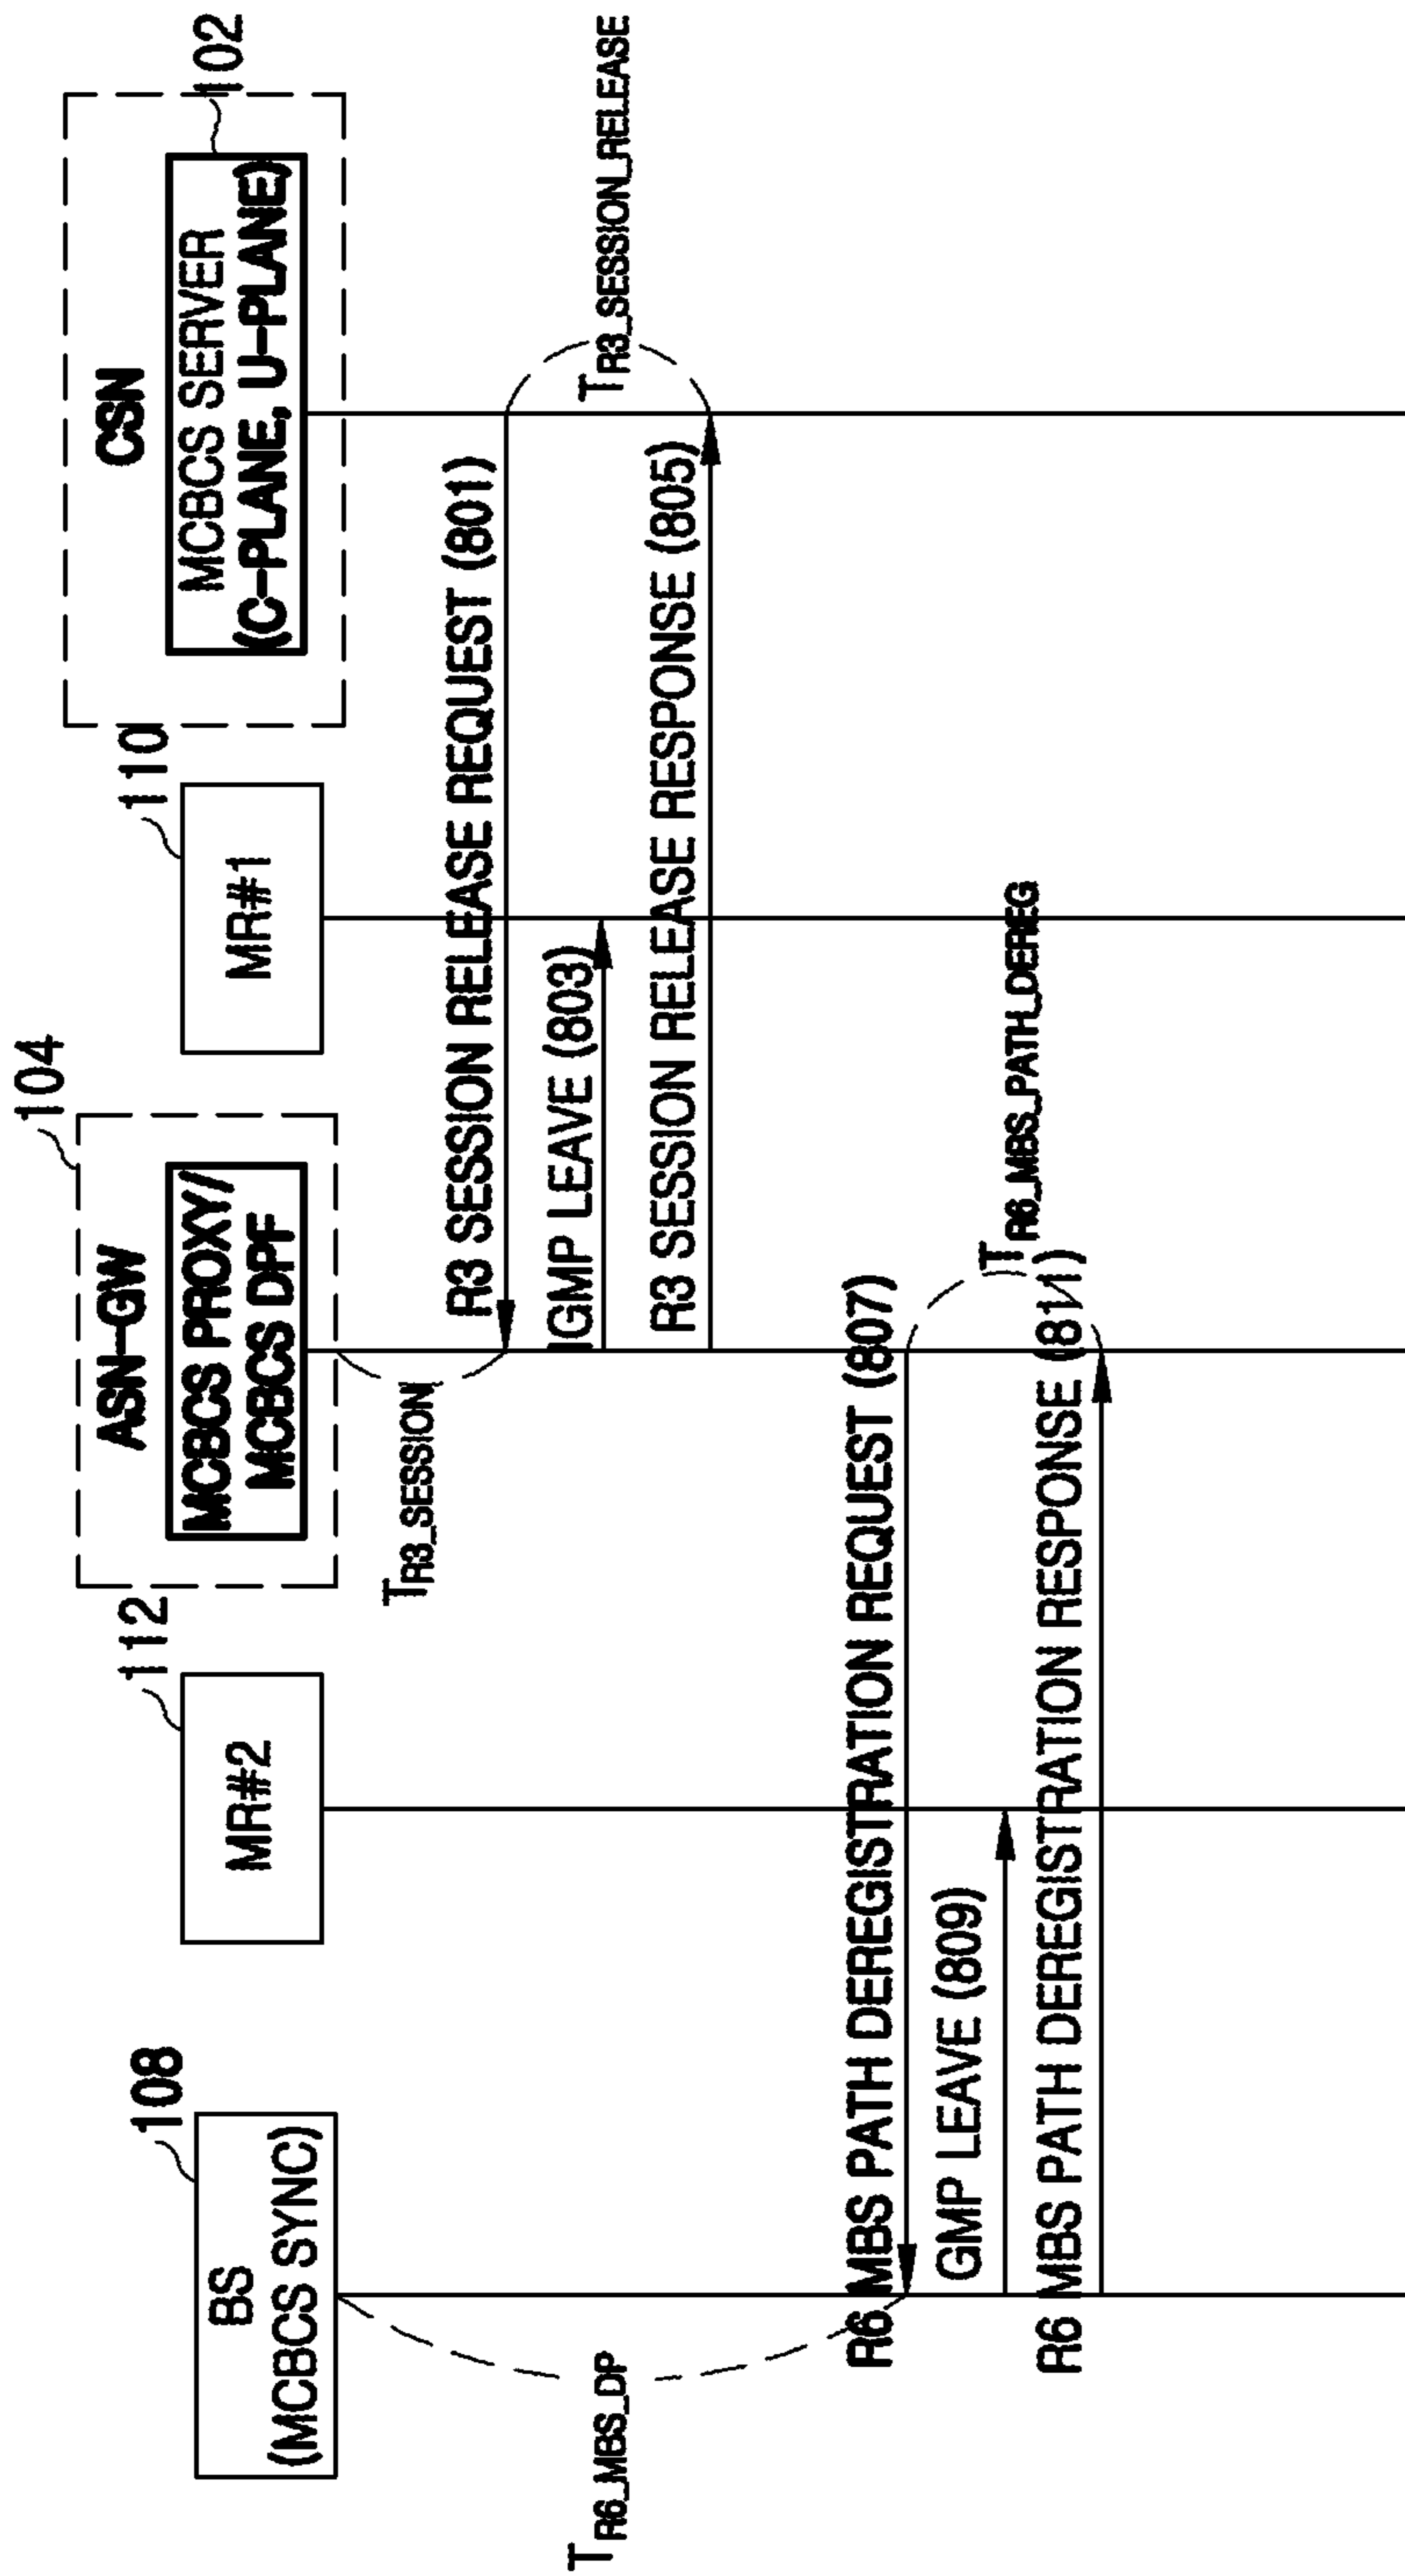 108
BS
(MCBCS SYNC)
112
MR#2
104
ASN-GW
MCBCS PROXY/
MCBCS DPF
110
MR#1
CSN
102
MCBCS SERVER
(C-PLANE, U-PLANE)
TR3_SESSION
R3 SESSION RELEASE REQUEST (801)
IGMP LEAVE (803)
TR3_SESSION_RELEASE
R3 SESSION RELEASE RESPONSE (805)
TR6_MBS_DP
R6 MBS PATH DEREGISTRATION REQUEST (807)
GMP LEAVE (809)
TR6_MBS_PATH_DEREG
R6 MBS PATH DEREGISTRATION RESPONSE (811)